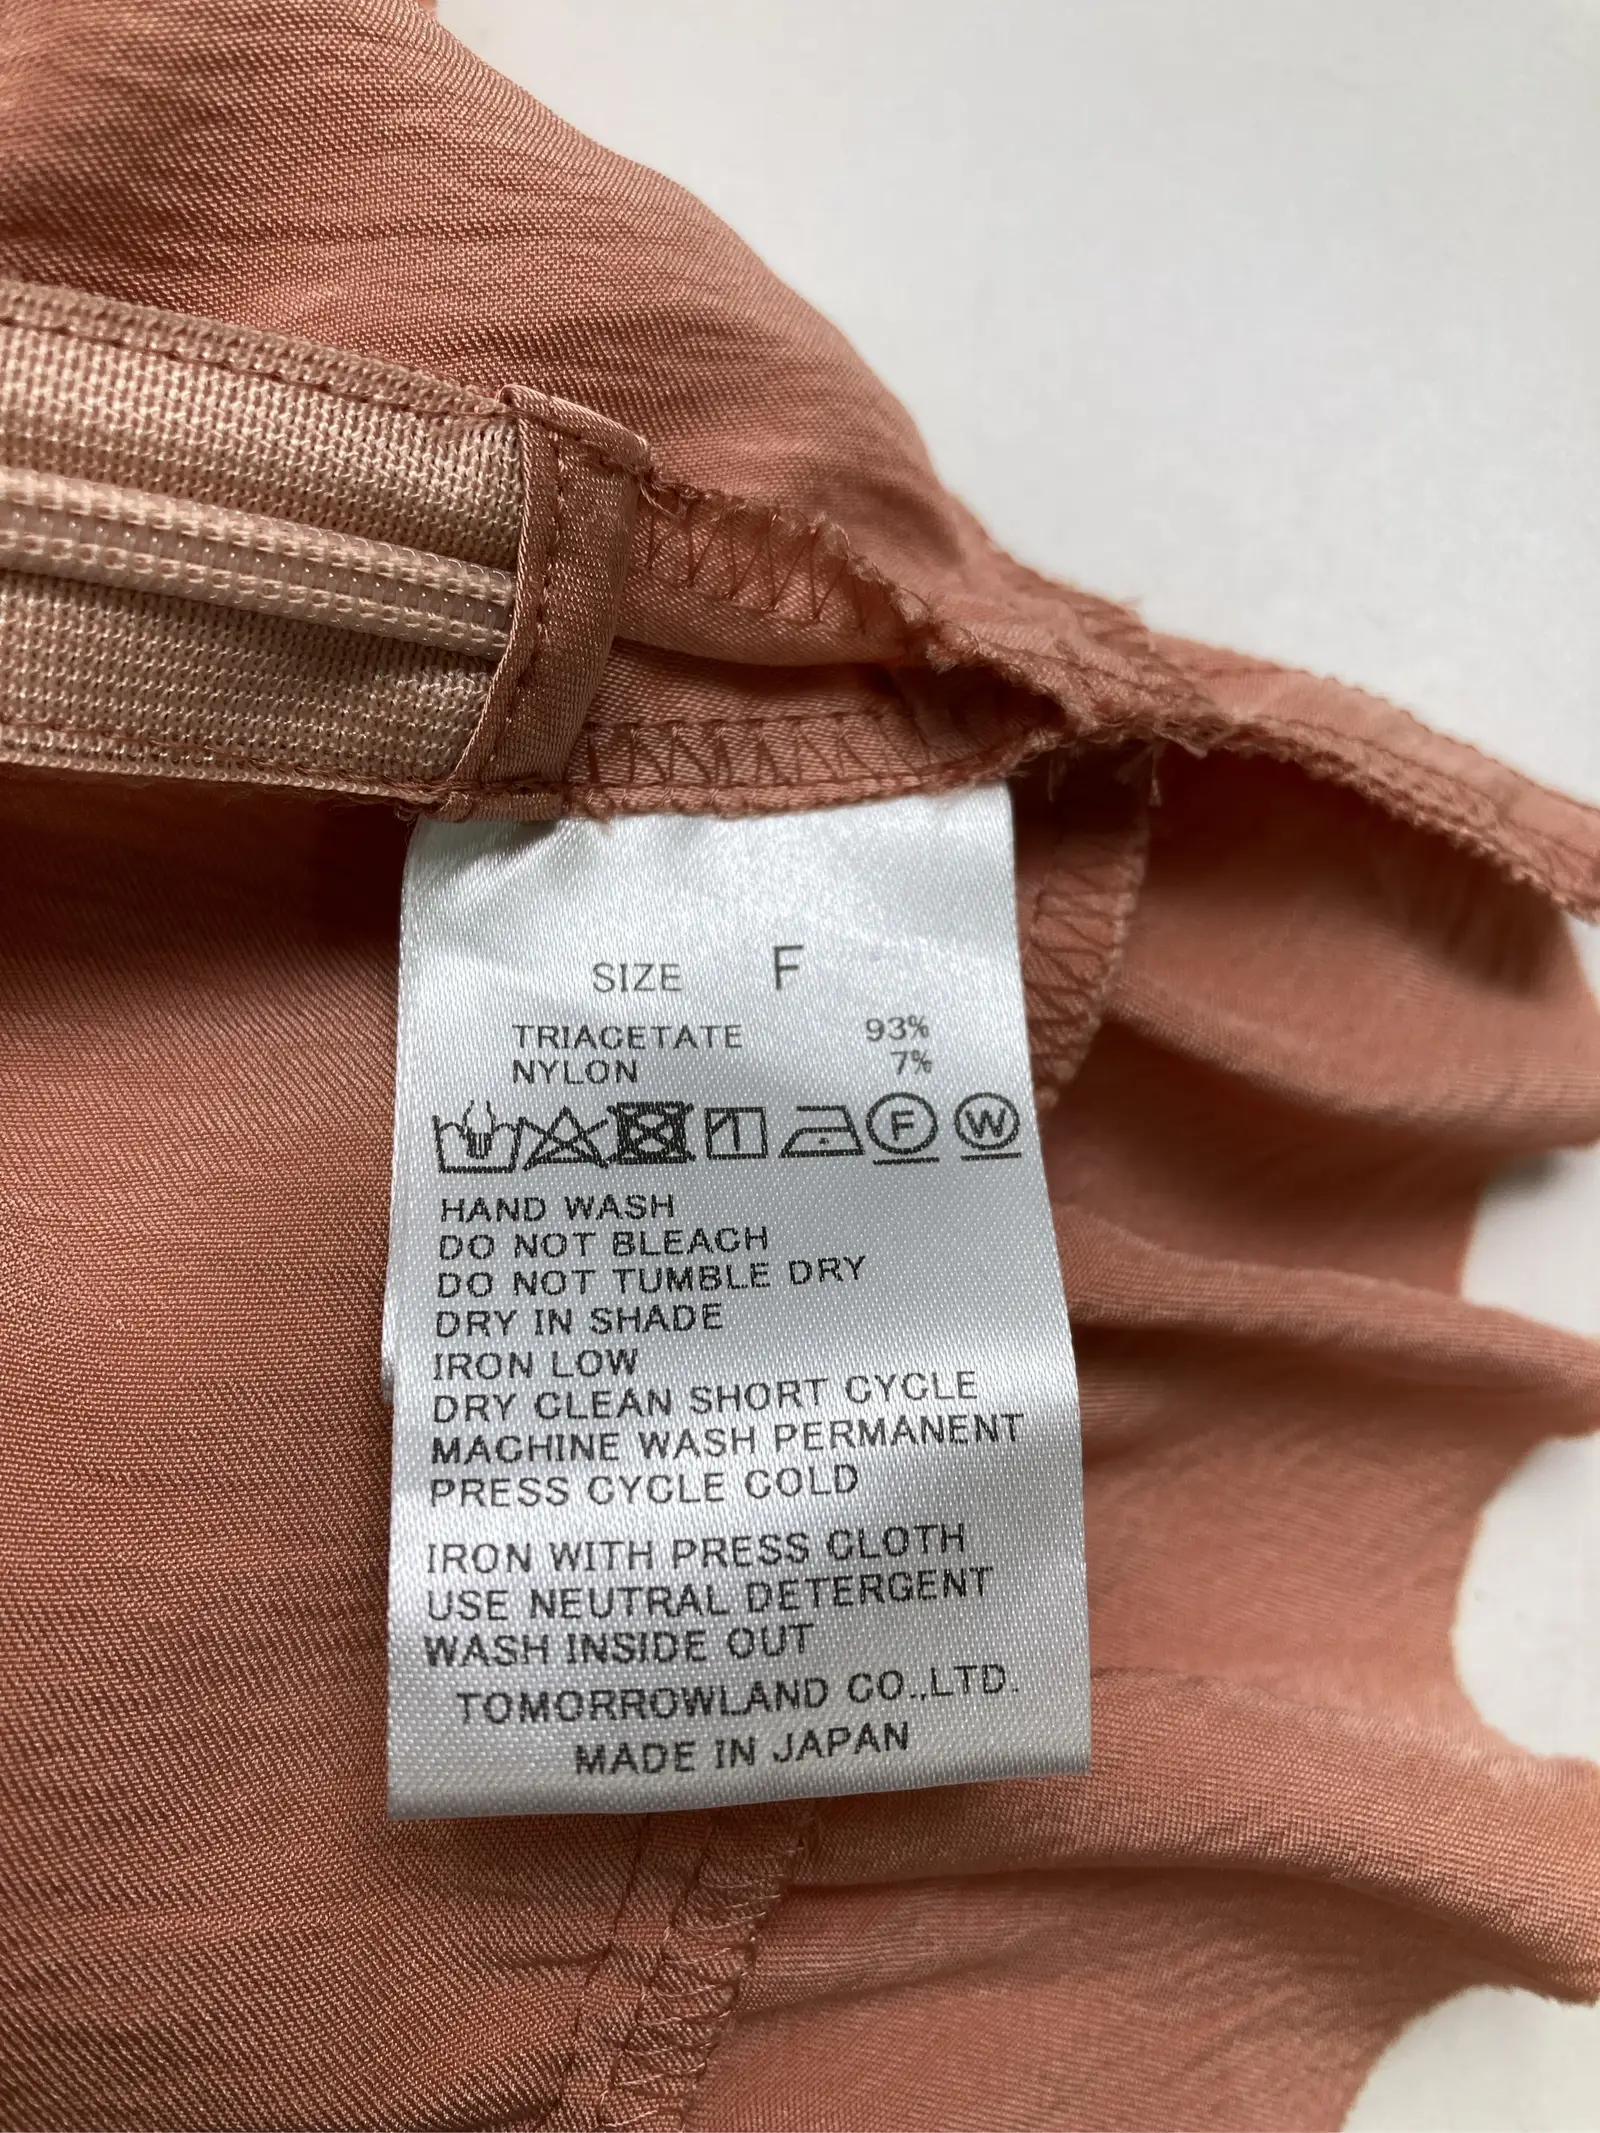 SIZE F
TRIACETATE 93%
NYLON 7%
F W
HAND WASH
DO NOT BLEACH
DO NOT TUMBLE DRY
DRY IN SHADE
IRON LOW
DRY CLEAN SHORT CYCLE
MACHINE WASH PERMANENT
PRESS CYCLE COLD
IRON WITH PRESS CLOTH
USE NEUTRAL DETERGENT
WASH INSIDE OUT
TOMORROWLAND CO.,LTD.
MADE IN JAPAN